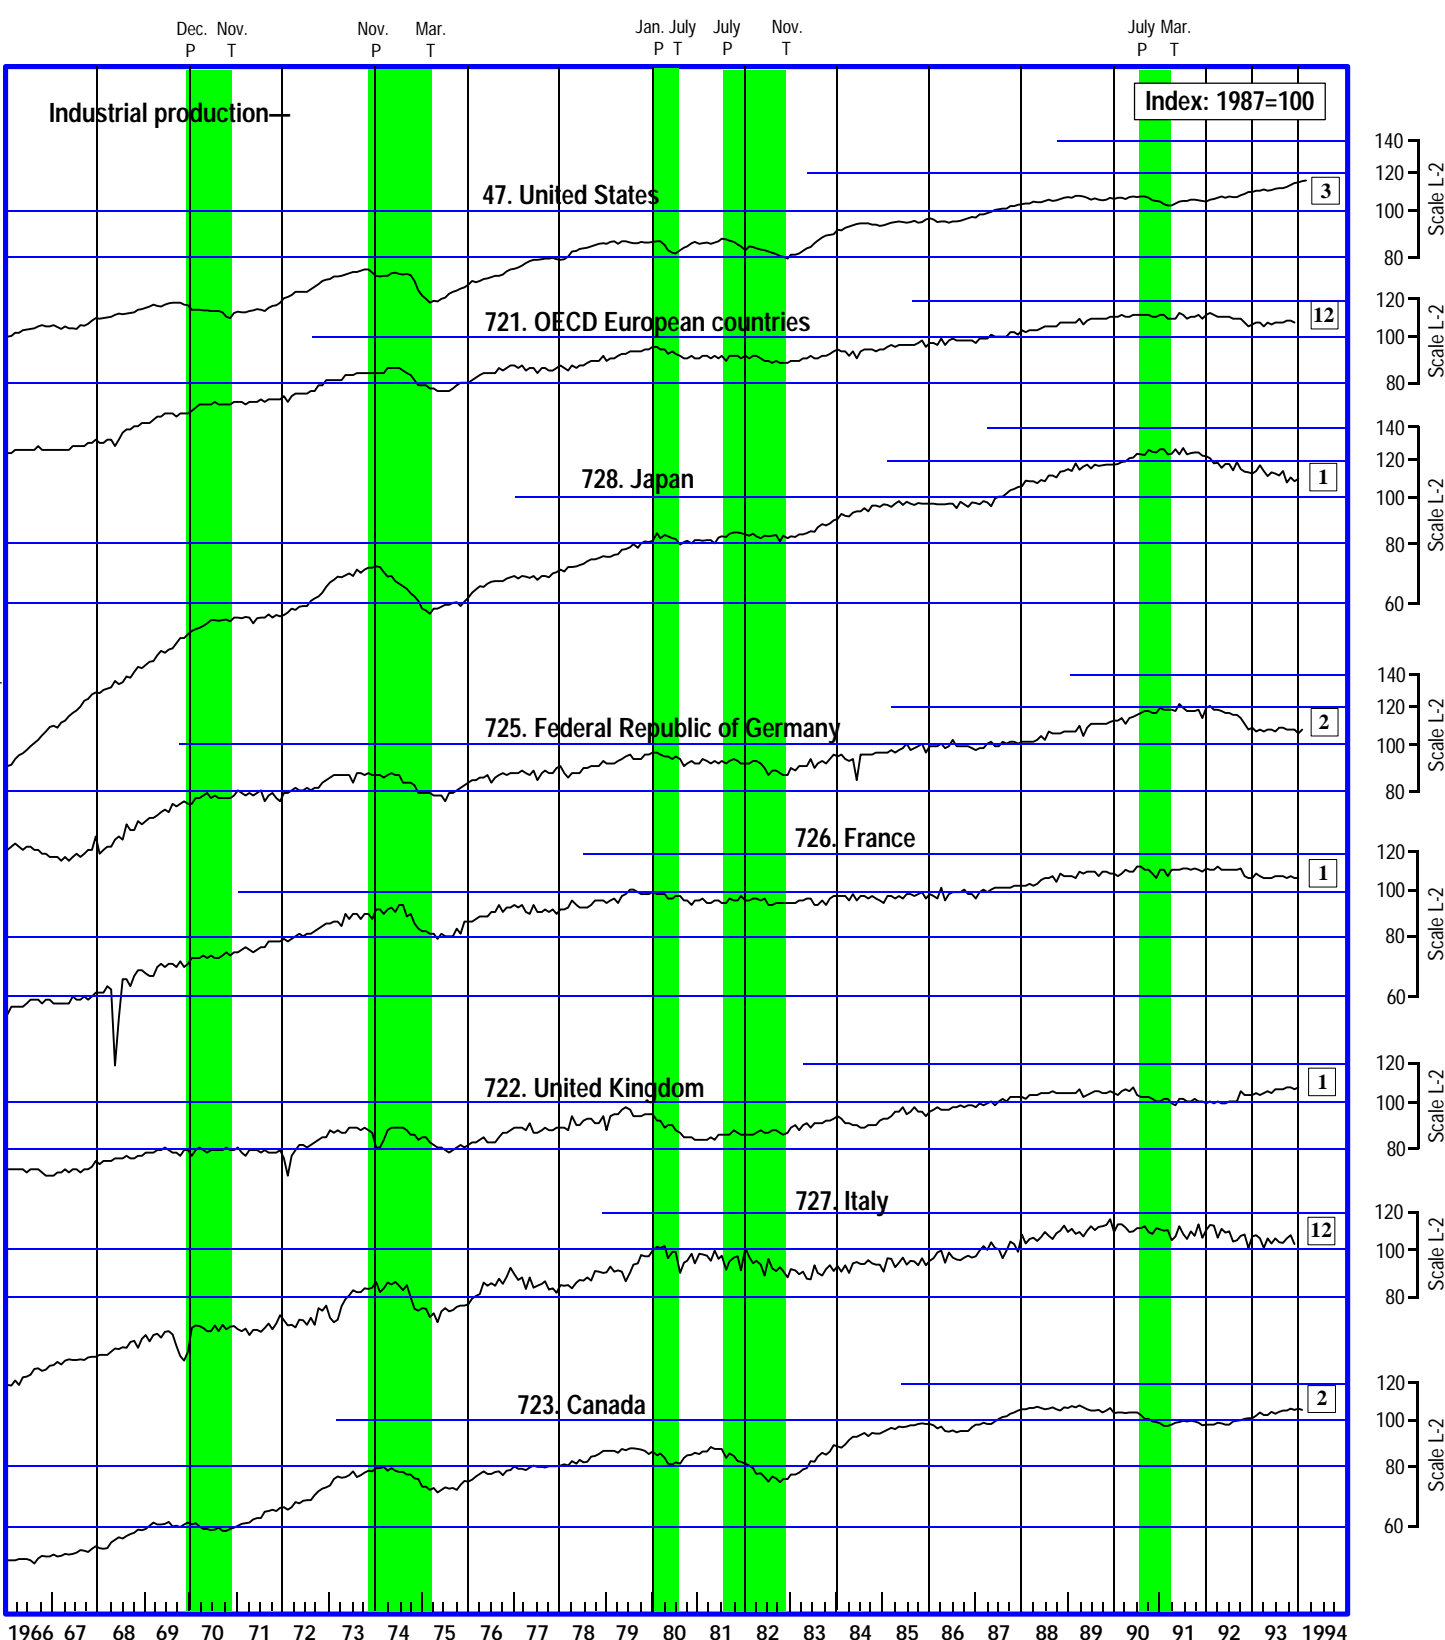 Dec. Nov. Nov. Mar. Jan. July July Nov. July Mar.
P T P T P T P T P T
Industrial production—
Index: 1987=100
140
120
100
80
Scale L-2
47. United States
3
120
100
80
Scale L-2
721. OECD European countries
12
140
120
100
80
60
Scale L-2
728. Japan
1
140
120
100
80
Scale L-2
725. Federal Republic of Germany
2
120
100
80
60
Scale L-2
726. France
1
120
100
80
Scale L-2
722. United Kingdom
1
120
100
80
Scale L-2
727. Italy
12
120
100
80
60
Scale L-2
723. Canada
2
1966 67 68 69 70 71 72 73 74 75 76 77 78 79 80 81 82 83 84 85 86 87 88 89 90 91 92 93 1994